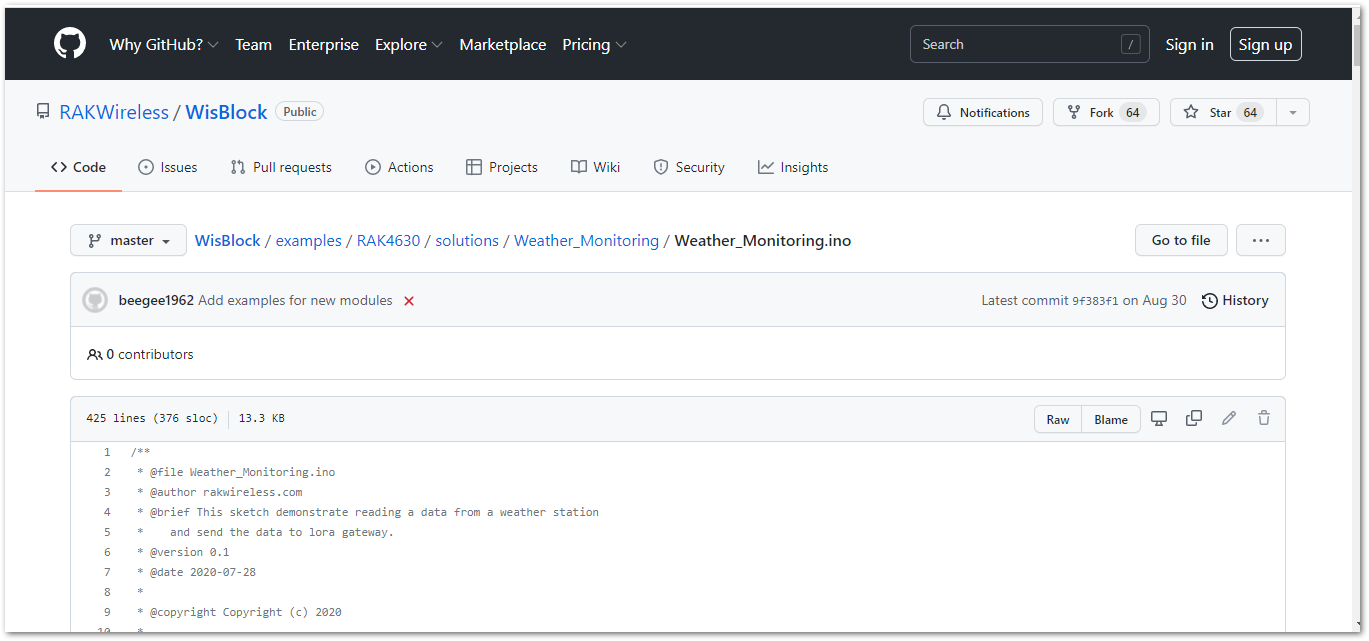 Why GitHub? Team Enterprise Explore Marketplace Pricing Search / Sign in Sign up
RAKWireless / WisBlock Public Notifications Fork 64 Star 64
Code Issues Pull requests Actions Projects Wiki Security Insights
master WisBlock / examples / RAK4630 / solutions / Weather_Monitoring / Weather_Monitoring.ino Go to file ...
beegee1962 Add examples for new modules Latest commit 9f383f1 on Aug 30 History
0 contributors
425 lines (376 sloc) 13.3 KB Raw Blame
1 /**
2 * @file Weather_Monitoring.ino
3 * @author rakwireless.com
4 * @brief This sketch demonstrate reading a data from a weather station
5 * and send the data to lora gateway.
6 * @version 0.1
7 * @date 2020-07-28
8 *
9 * @copyright Copyright (c) 2020
10 *